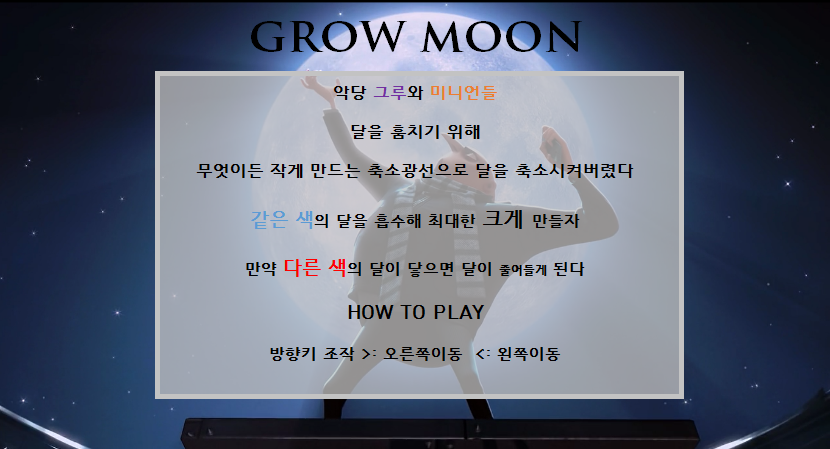 GROW MOON
악당 그루와 미니언들
달을 훔치기 위해
무엇이든 작게 만드는 축소광선으로 달을 축소시켜버렸다
같은 색의 달을 흡수해 최대한 크게 만들자
만약 다른 색의 달이 닿으면 달이 줄어들게 된다
HOW TO PLAY
방향키 조작 >: 오른쪽이동 <: 왼쪽이동